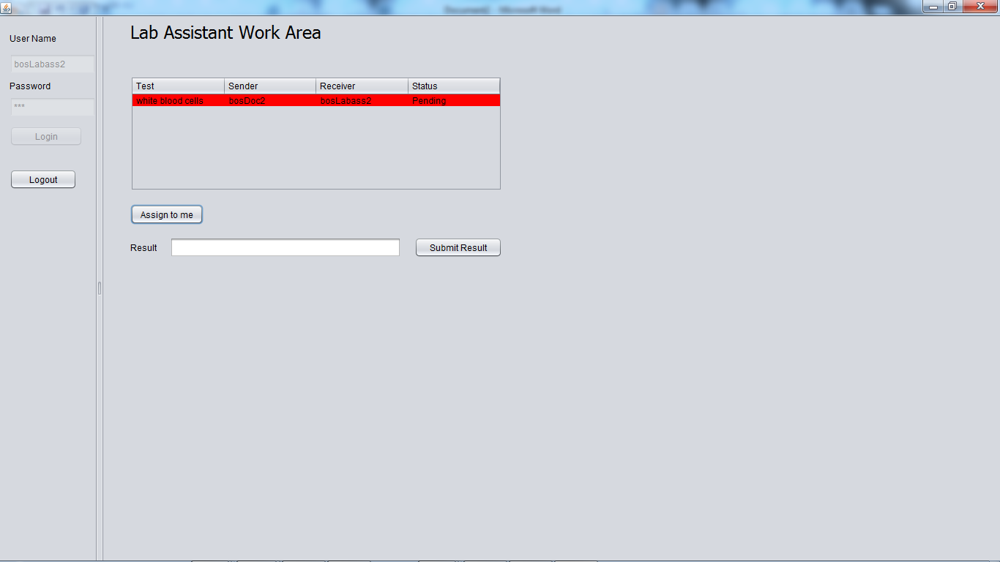 Document1 - Microsoft Word
Lab Assistant Work Area
User Name
bosLabass2
Password
***
Login
Logout
Test Sender Receiver Status
white blood cells bosDoc2 bosLabass2 Pending
Assign to me
Result
Submit Result